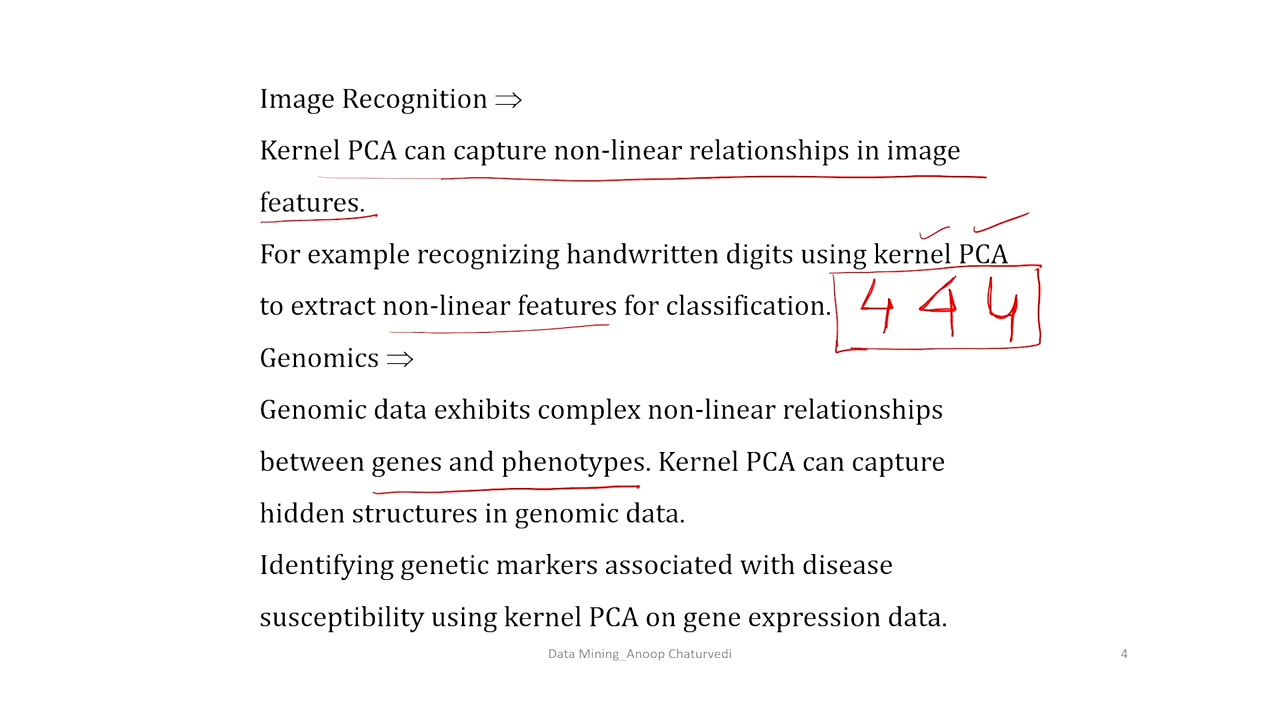 Image Recognition ⇒
Kernel PCA can capture non-linear relationships in image
features.
For example recognizing handwritten digits using kernel PCA
to extract non-linear features for classification.
4 4 4
Genomics ⇒
Genomic data exhibits complex non-linear relationships
between genes and phenotypes. Kernel PCA can capture
hidden structures in genomic data.
Identifying genetic markers associated with disease
susceptibility using kernel PCA on gene expression data.
Data Mining_Anoop Chaturvedi
4